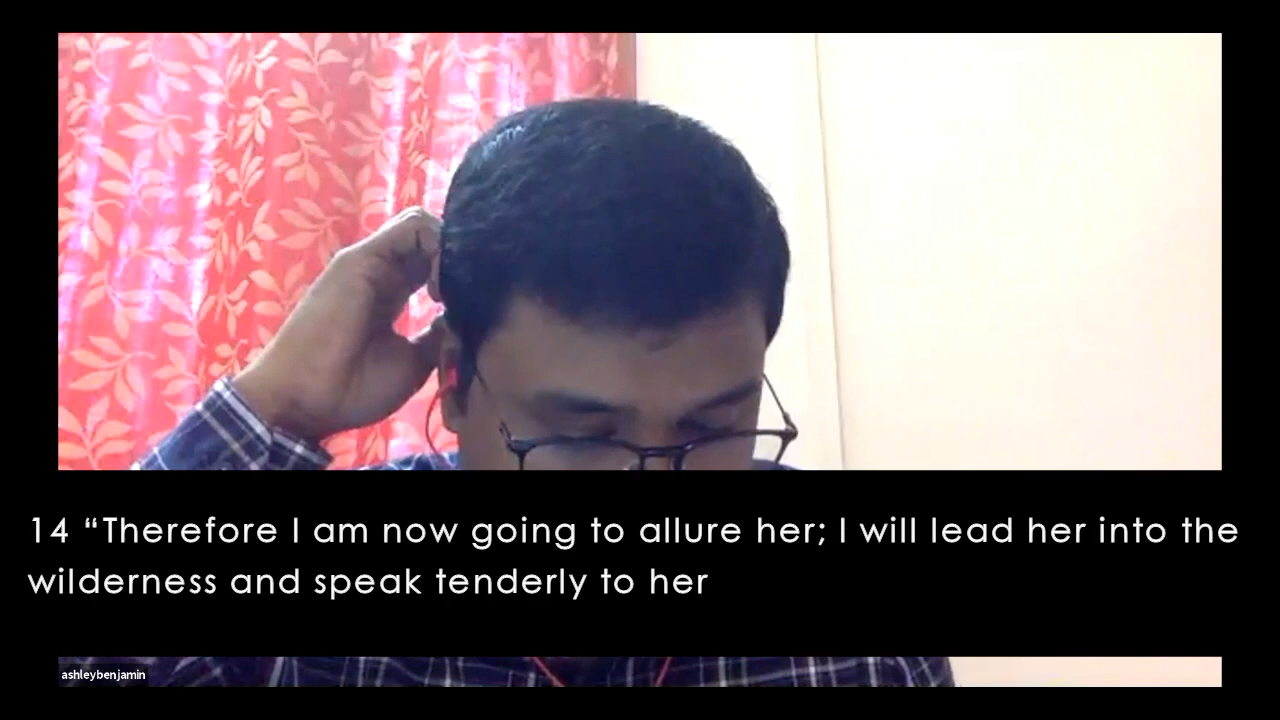 14 “Therefore I am now going to allure her; I will lead her into the
wilderness and speak tenderly to her
ashleybenjamin